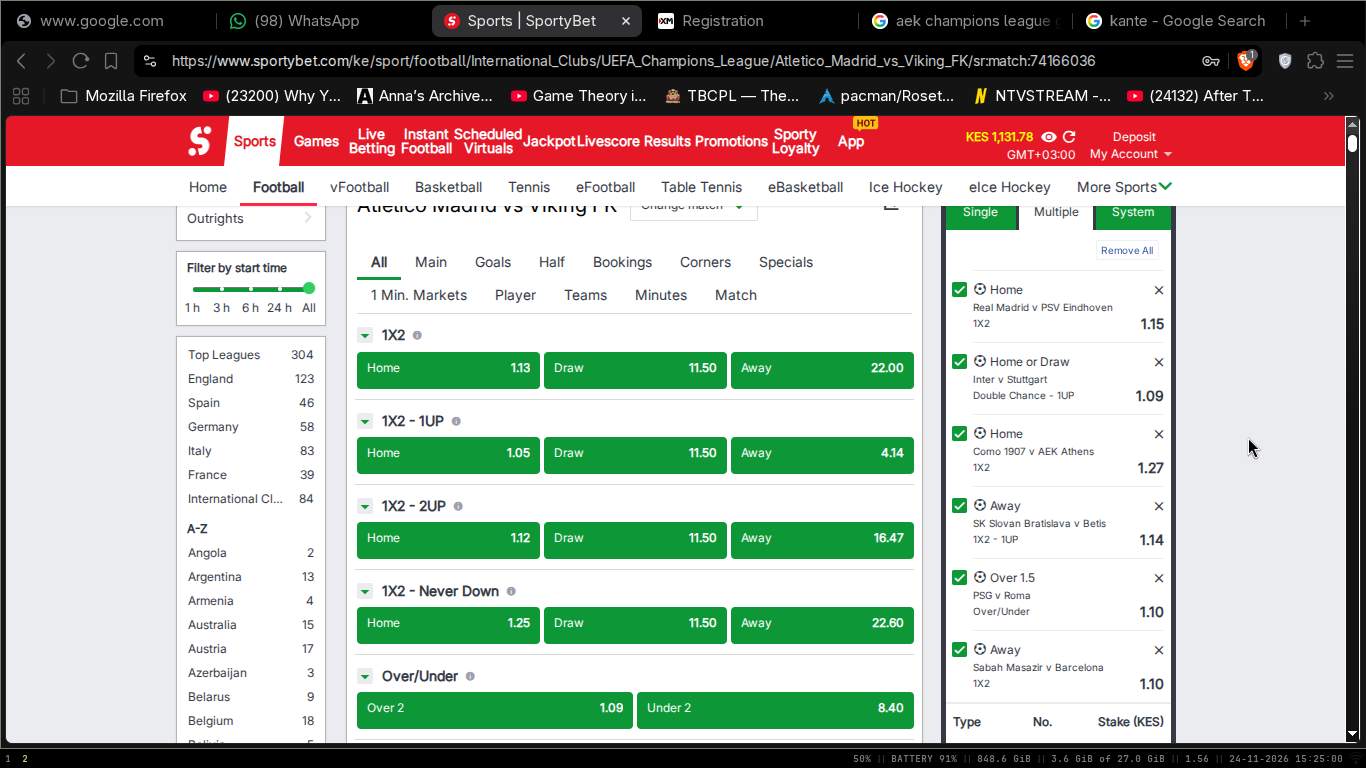 www.google.com
(98) WhatsApp
Sports | SportyBet
Registration
aek champions league
kante - Google Search
https://www.sportybet.com/ke/sport/football/International_Clubs/UEFA_Champions_League/Atletico_Madrid_vs_Viking_FK/sr:match:74166036
1
Mozilla Firefox
(23200) Why Y...
Anna's Archive...
Game Theory i...
TBCPL — The...
pacman/Roset...
NTVSTREAM -...
(24132) After T...
Sports
Games
Live Betting
Instant Football
Scheduled Virtuals
Jackpot
Livescore
Results
Promotions
Sporty Loyalty
App
HOT
KES 1,131.78
GMT+03:00
Deposit
My Account
Home
Football
vFootball
Basketball
Tennis
eFootball
Table Tennis
eBasketball
Ice Hockey
eIce Hockey
More Sports
Outrights
Filter by start time
1 h 3 h 6 h 24 h All
Top Leagues 304
England 123
Spain 46
Germany 58
Italy 83
France 39
International Cl... 84
A-Z
Angola 2
Argentina 13
Armenia 4
Australia 15
Austria 17
Azerbaijan 3
Belarus 9
Belgium 18
Atletico Madrid vs Viking FK
Change match
All Main Goals Half Bookings Corners Specials
1 Min. Markets Player Teams Minutes Match
1X2
Home 1.13 Draw 11.50 Away 22.00
1X2 - 1UP
Home 1.05 Draw 11.50 Away 4.14
1X2 - 2UP
Home 1.12 Draw 11.50 Away 16.47
1X2 - Never Down
Home 1.25 Draw 11.50 Away 22.60
Over/Under
Over 2 1.09 Under 2 8.40
Single Multiple System
Remove All
Home
Real Madrid v PSV Eindhoven
1X2 1.15
Home or Draw
Inter v Stuttgart
Double Chance - 1UP 1.09
Home
Como 1907 v AEK Athens
1X2 1.27
Away
SK Slovan Bratislava v Betis
1X2 - 1UP 1.14
Over 1.5
PSG v Roma
Over/Under 1.10
Away
Sabah Masazir v Barcelona
1X2 1.10
Type No. Stake (KES)
1 2
50% || BATTERY 91% || 848.6 GiB || 3.6 GiB of 27.0 GiB || 1.56 || 24-11-2026 15:25:00